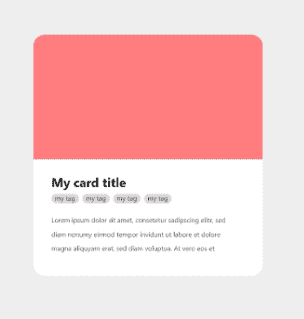 My card title
my tag my tag my tag my tag
Lorem ipsum dolor sit amet, consetetur sadipscing elitr, sed
diam nonumy eirmod tempor invidunt ut labore et dolore
magna aliquyam erat, sed diam voluptua. At vero eos et